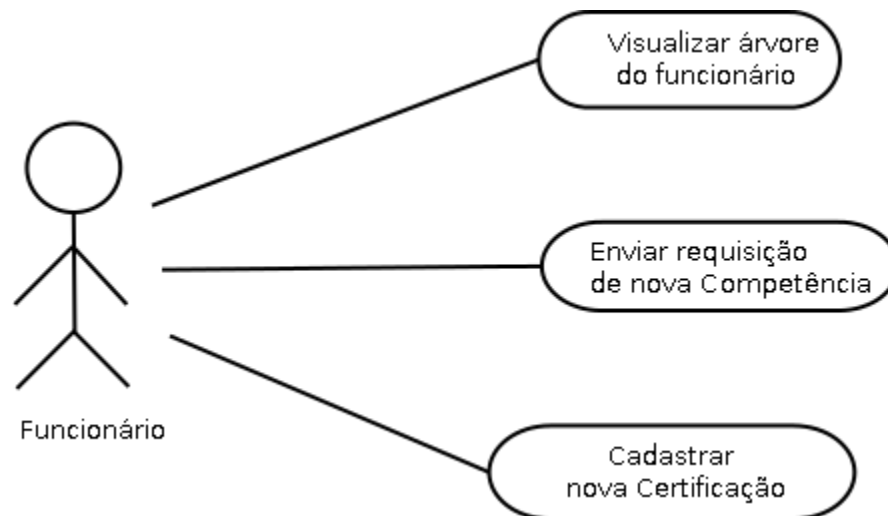 Visualizar árvore
do funcionário
Enviar requisição
de nova Competência
Funcionário
Cadastrar
nova Certificação